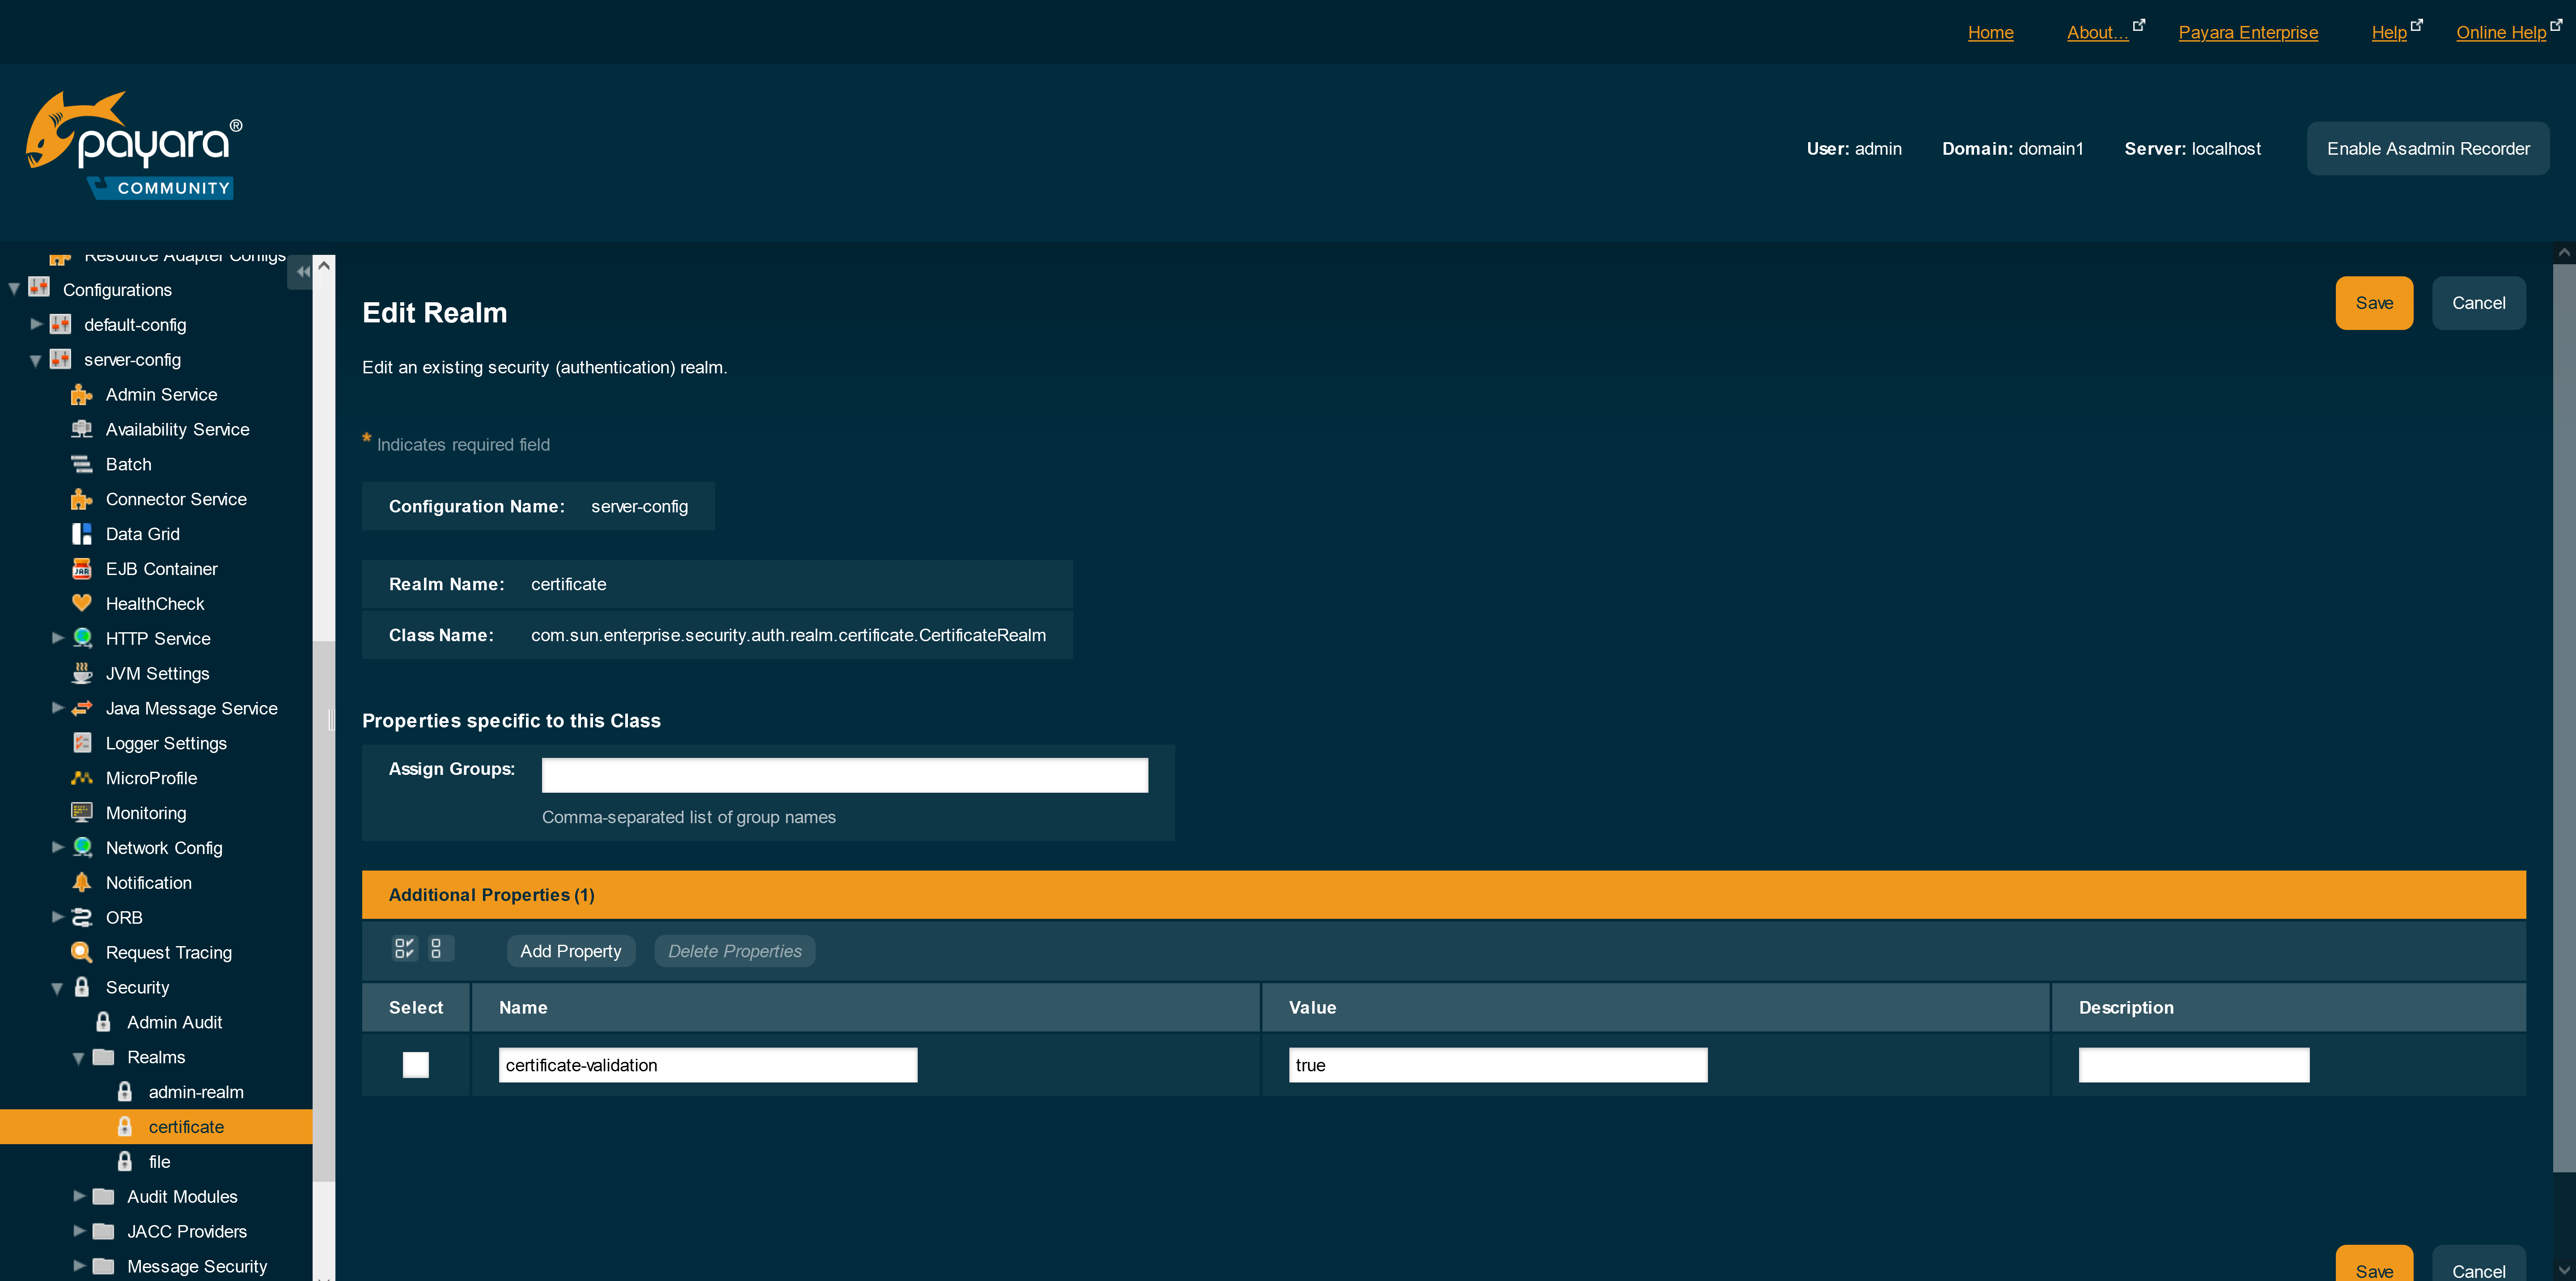 Home About... Payara Enterprise Help Online Help
payara®
COMMUNITY
User: admin Domain: domain1 Server: localhost Enable Asadmin Recorder
Resource Adapter Configs
Configurations
default-config
server-config
Admin Service
Availability Service
Batch
Connector Service
Data Grid
EJB Container
HealthCheck
HTTP Service
JVM Settings
Java Message Service
Logger Settings
MicroProfile
Monitoring
Network Config
Notification
ORB
Request Tracing
Security
Admin Audit
Realms
admin-realm
certificate
file
Audit Modules
JACC Providers
Message Security
Edit Realm
Save Cancel
Edit an existing security (authentication) realm.
* Indicates required field
Configuration Name: server-config
Realm Name: certificate
Class Name: com.sun.enterprise.security.auth.realm.certificate.CertificateRealm
Properties specific to this Class
Assign Groups:
Comma-separated list of group names
Additional Properties (1)
Add Property Delete Properties
Select Name Value Description
certificate-validation true
Save Cancel